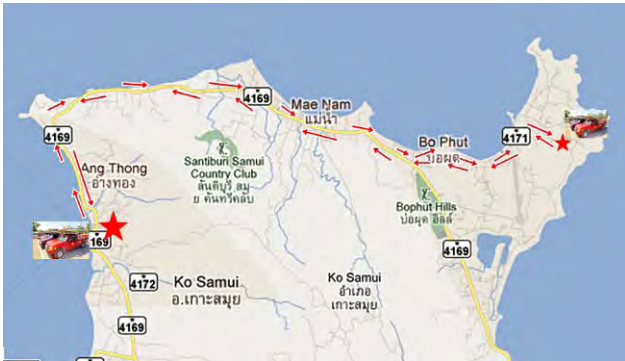 4169
Mae Nam
แม่น้ำ
4169
Bo Phut
บ่อผุด
4171
Ang Thong
อ่างทอง
Santiburi Samui
Country Club
สันติบุรี สมุ
ย คันทรีคลับ
Bophut Hills
บ่อผุด ฮิลล์
169
4169
4172
Ko Samui
อ.เกาะสมุย
Ko Samui
อำเภอ
เกาะสมุย
4169